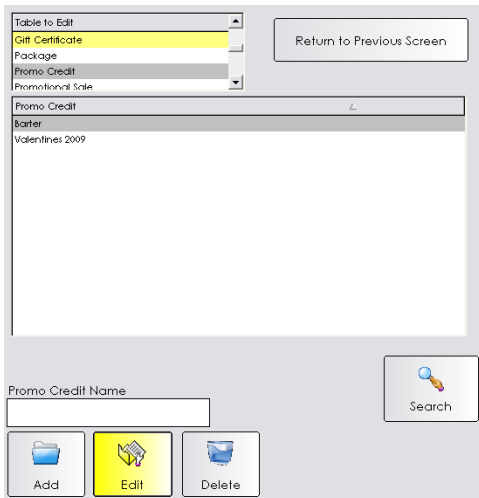 Table to Edit
Gift Certificate
Return to Previous Screen
Package
Promo Credit
Promotional Sale
Promo Credit
Barter
Valentines 2009
Promo Credit Name
Search
Add
Edit
Delete